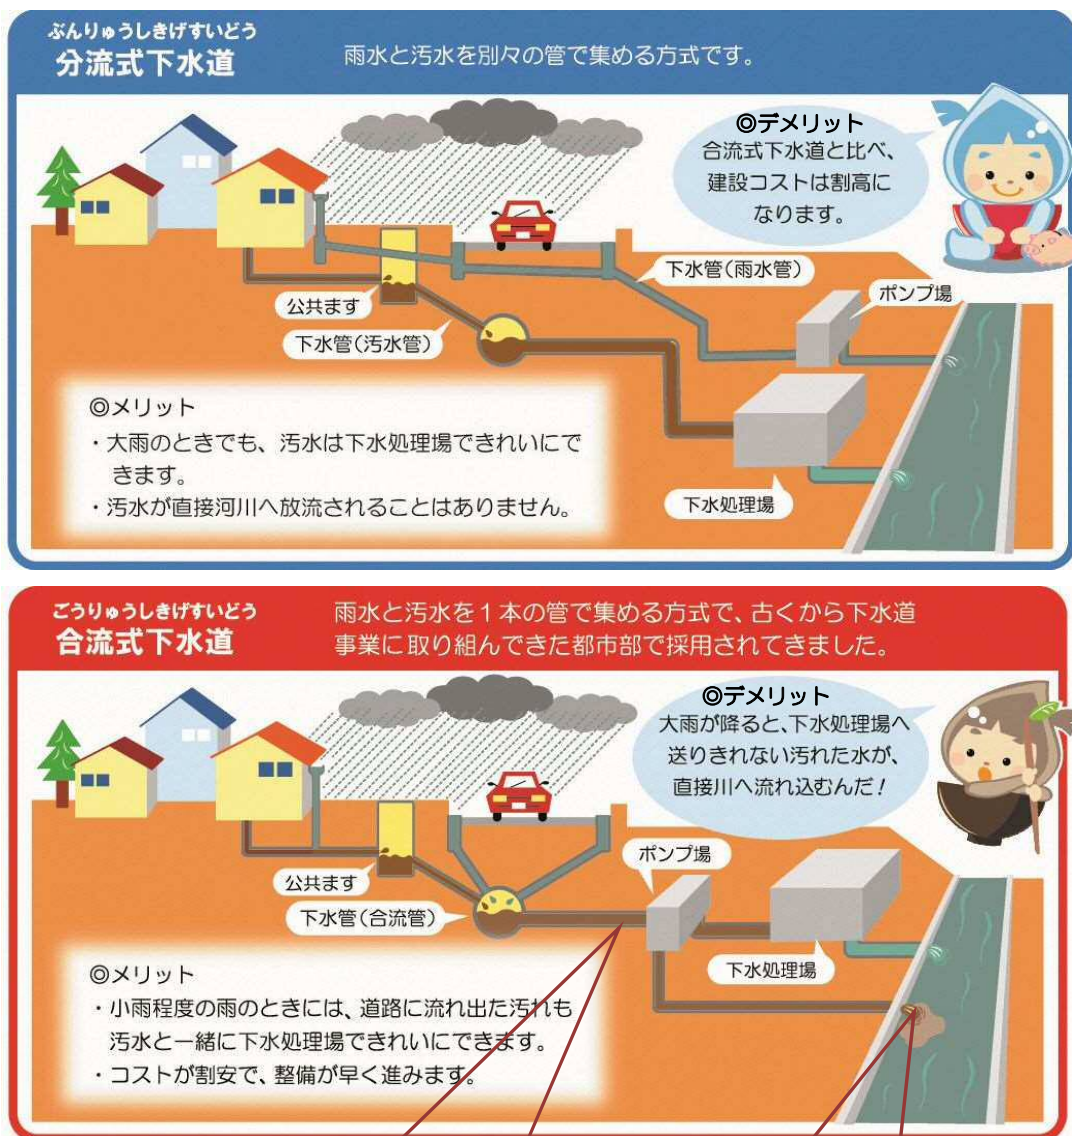 ぶんりゅうしきげすいどう
分流式下水道
雨水と汚水を別々の管で集める方式です。
◎デメリット
合流式下水道と比べ、
建設コストは割高に
なります。
下水管(雨水管)
ポンプ場
公共ます
下水管(汚水管)
下水処理場
◎メリット
・大雨のときでも、汚水は下水処理場できれいにで
きます。
・汚水が直接河川へ放流されることはありません。
ごうりゅうしきげすいどう
合流式下水道
雨水と汚水を1本の管で集める方式で、古くから下水道
事業に取り組んできた都市部で採用されてきました。
◎デメリット
大雨が降ると、下水処理場へ
送りきれない汚れた水が、
直接川へ流れ込むんだ!
ポンプ場
公共ます
下水管(合流管)
下水処理場
◎メリット
・小雨程度の雨のときには、道路に流れ出た汚れも
汚水と一緒に下水処理場できれいにできます。
・コストが割安で、整備が早く進みます。